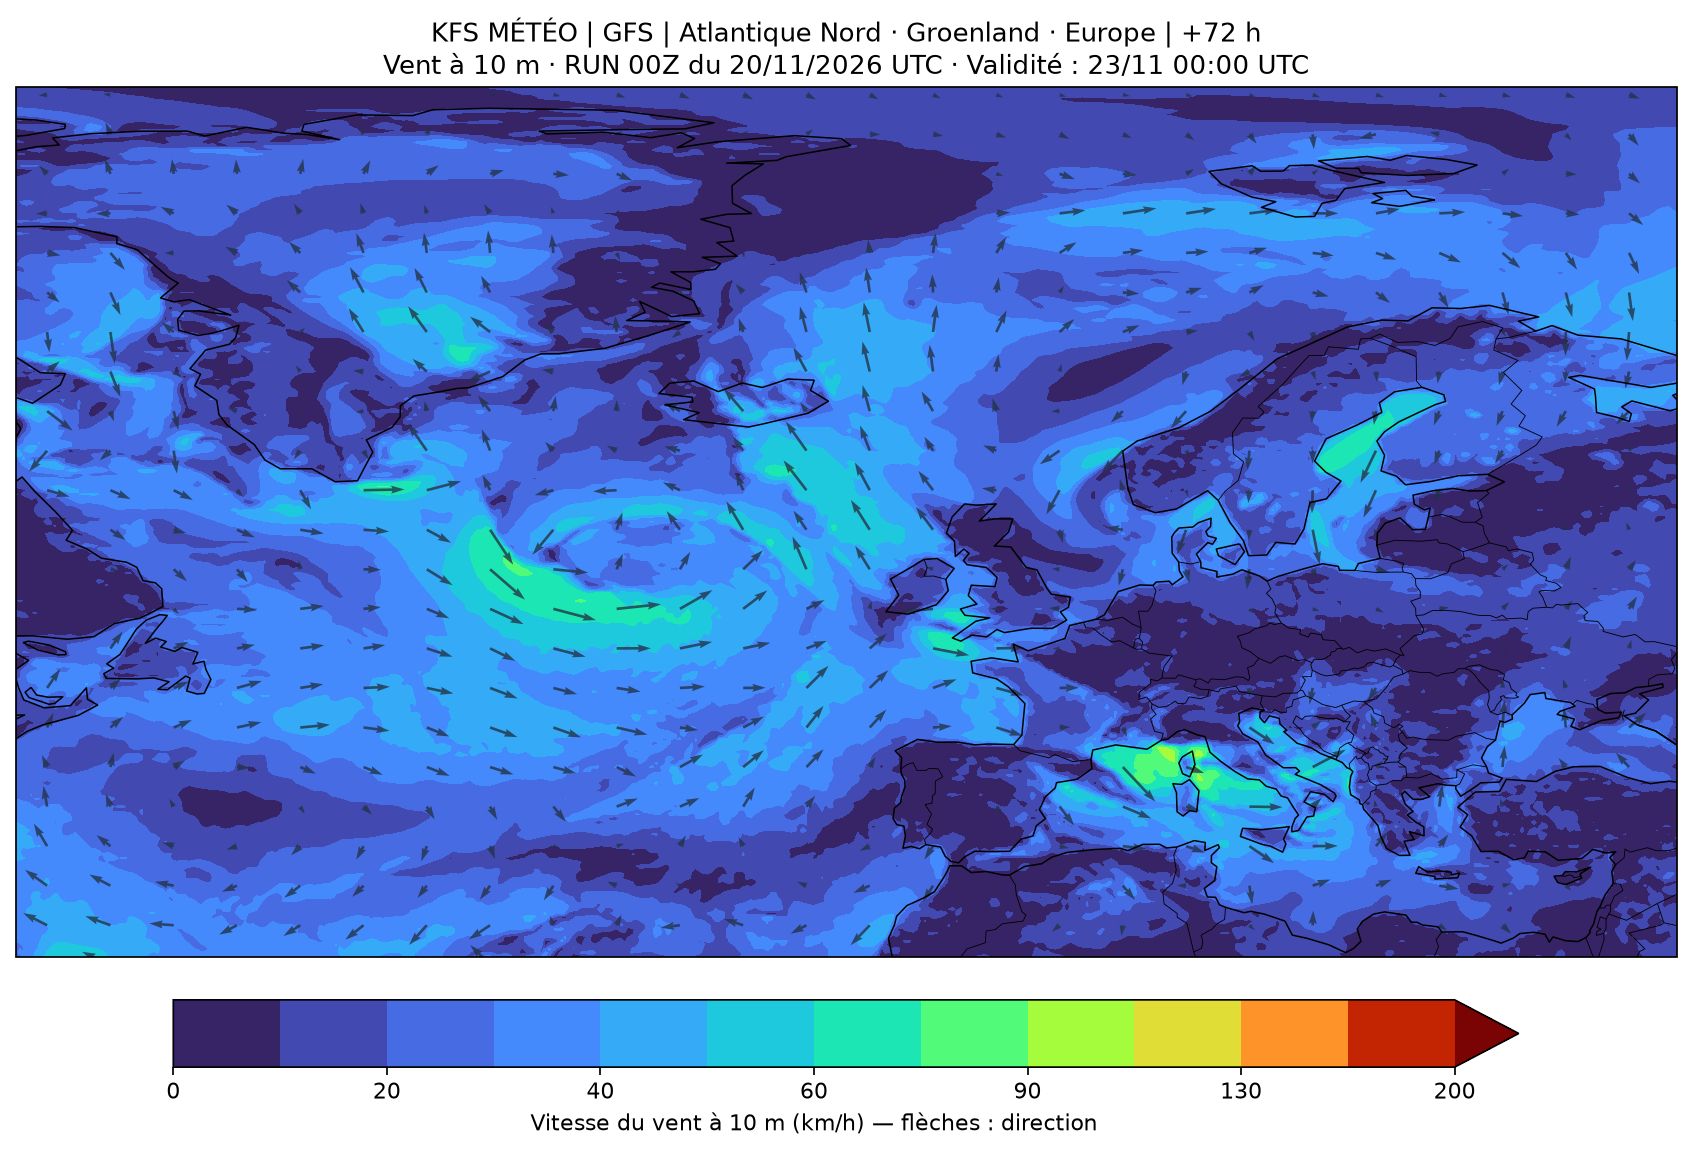 KFS MÉTÉO | GFS | Atlantique Nord · Groenland · Europe | +72 h
Vent à 10 m · RUN 00Z du 20/11/2026 UTC · Validité : 23/11 00:00 UTC
0 20 40 60 90 130 200
Vitesse du vent à 10 m (km/h) — flèches : direction